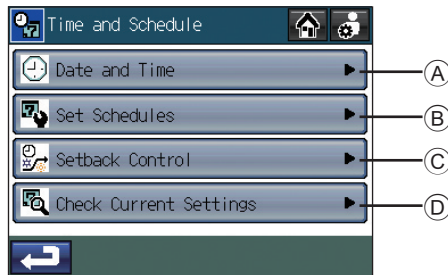 Time and Schedule
Date and Time
A
Set Schedules
B
Setback Control
C
Check Current Settings
D